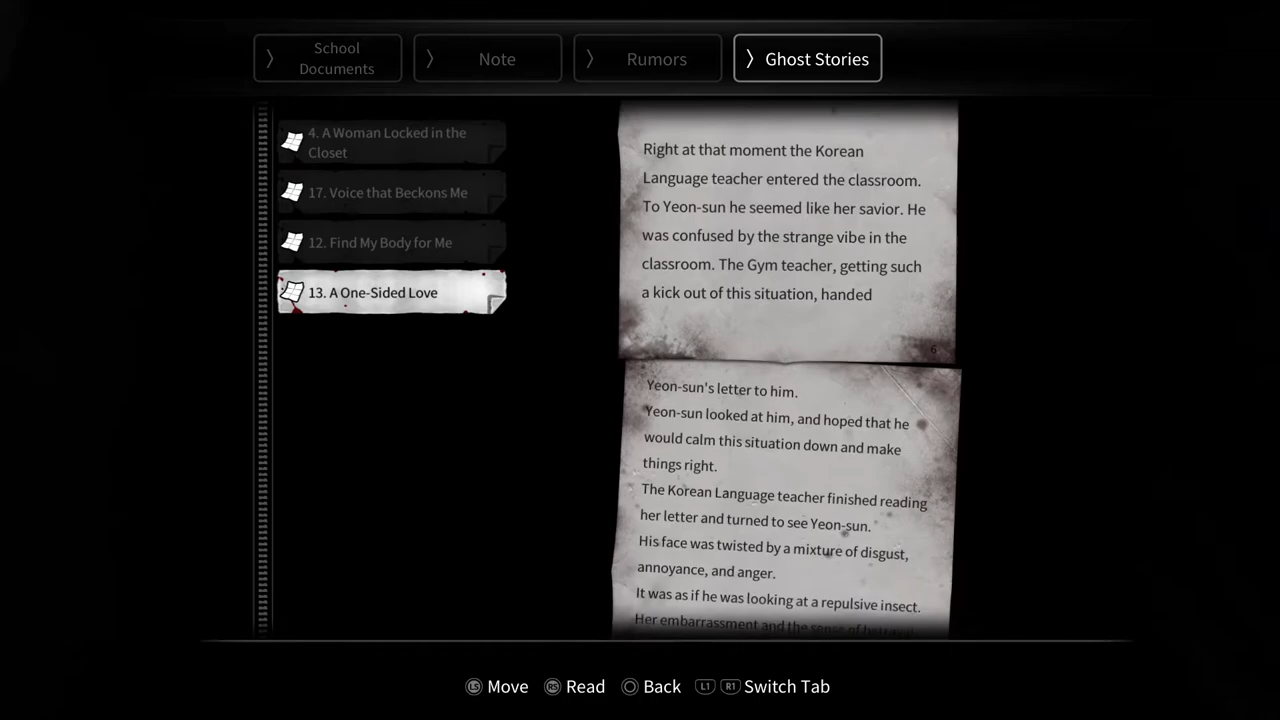 School
Documents
Note
Rumors
Ghost Stories
4. A Woman Locked in the
Closet
17. Voice that Beckons Me
12. Find My Body for Me
13. A One-Sided Love
Right at that moment the Korean
Language teacher entered the classroom.
To Yeon-sun he seemed like her savior. He
was confused by the strange vibe in the
classroom. The Gym teacher, getting such
a kick out of this situation, handed
6
Yeon-sun's letter to him.
Yeon-sun looked at him, and hoped that he
would calm this situation down and make
things right.
The Korean Language teacher finished reading
her letter and turned to see Yeon-sun.
His face was twisted by a mixture of disgust,
annoyance, and anger.
It was as if he was looking at a repulsive insect.
Her embarrassment and the sense of
LS Move RS Read Back L1 R1 Switch Tab